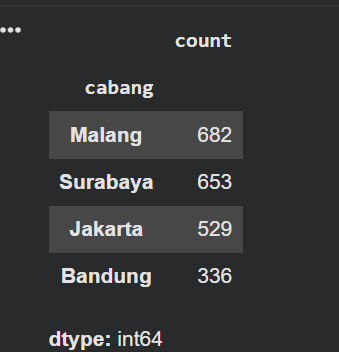 ...
count
cabang
Malang 682
Surabaya 653
Jakarta 529
Bandung 336
dtype: int64